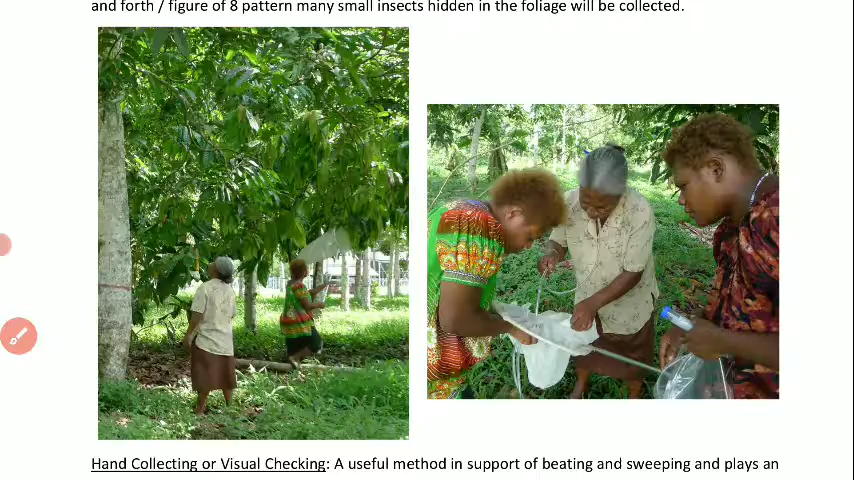 and forth / figure of 8 pattern many small insects hidden in the foliage will be collected.
Hand Collecting or Visual Checking: A useful method in support of beating and sweeping and plays an